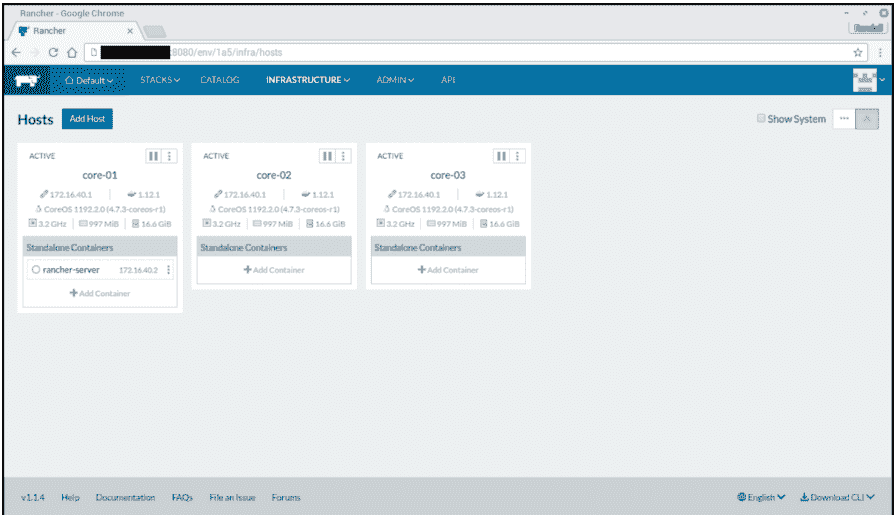 Rancher - Google Chrome
Rancher
:8080/env/1a5/infra/hosts
Default STACKS CATALOG INFRASTRUCTURE ADMIN API
Hosts Add Host Show System
ACTIVE ACTIVE ACTIVE
core-01 core-02 core-03
172.16.40.1 1.12.1 172.16.40.1 1.12.1 172.16.40.1 1.12.1
CoreOS 1192.2.0 (4.7.3-coreos-r1) CoreOS 1192.2.0 (4.7.3-coreos-r1) CoreOS 1192.2.0 (4.7.3-coreos-r1)
3.2 GHz 997 MiB 16.6 GiB 3.2 GHz 997 MiB 16.6 GiB 3.2 GHz 997 MiB 16.6 GiB
Standalone Containers Standalone Containers Standalone Containers
rancher-server 172.16.40.2 + Add Container + Add Container
+ Add Container
v1.1.4 Help Documentation FAQs File an Issue Forums English Download CLI